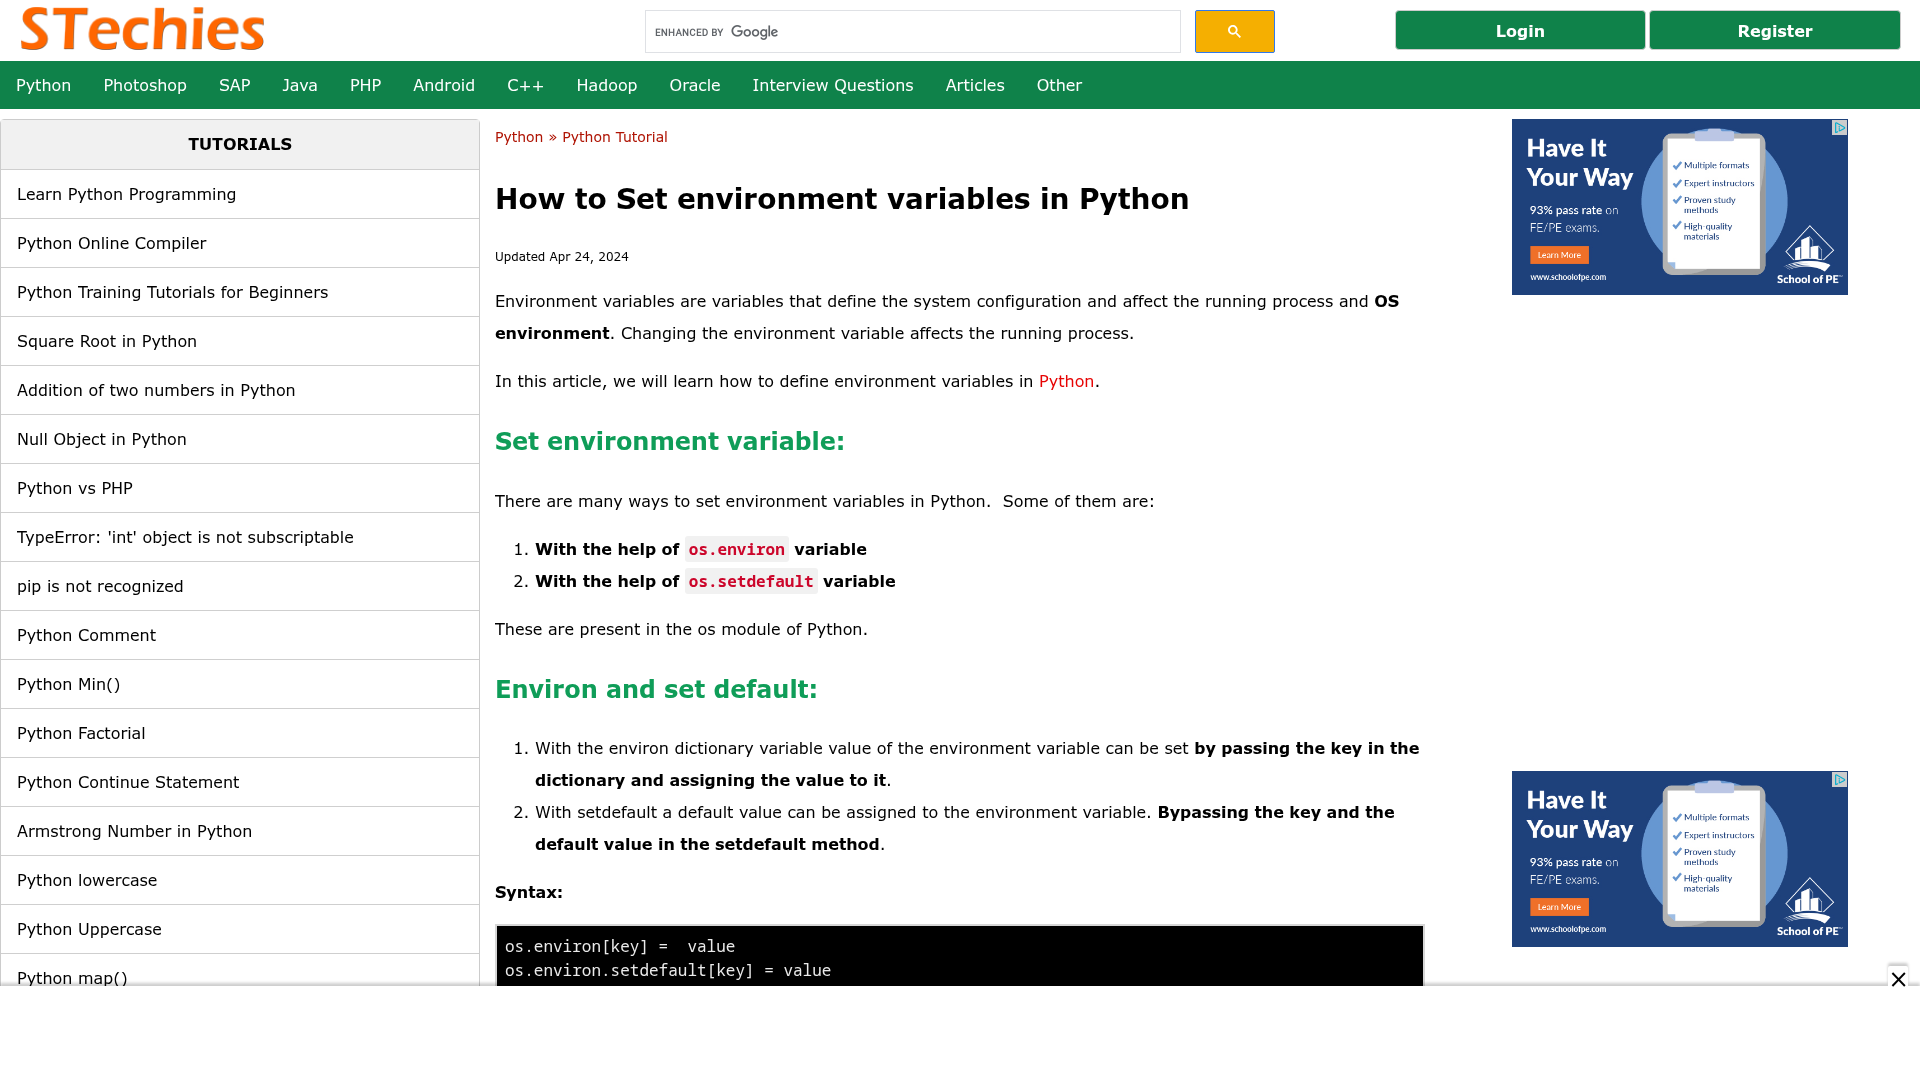 STechies
ENHANCED BY Google
Login
Register
Python
Photoshop
SAP
Java
PHP
Android
C++
Hadoop
Oracle
Interview Questions
Articles
Other
TUTORIALS
Learn Python Programming
Python Online Compiler
Python Training Tutorials for Beginners
Square Root in Python
Addition of two numbers in Python
Null Object in Python
Python vs PHP
TypeError: 'int' object is not subscriptable
pip is not recognized
Python Comment
Python Min()
Python Factorial
Python Continue Statement
Armstrong Number in Python
Python lowercase
Python Uppercase
Python map()
Python » Python Tutorial
How to Set environment variables in Python
Updated Apr 24, 2024
Environment variables are variables that define the system configuration and affect the running process and OS
environment. Changing the environment variable affects the running process.
In this article, we will learn how to define environment variables in Python.
Set environment variable:
There are many ways to set environment variables in Python.  Some of them are:
1. With the help of os.environ variable
2. With the help of os.setdefault variable
These are present in the os module of Python.
Environ and set default:
1. With the environ dictionary variable value of the environment variable can be set by passing the key in the
dictionary and assigning the value to it.
2. With setdefault a default value can be assigned to the environment variable. Bypassing the key and the
default value in the setdefault method.
Syntax:
os.environ[key] =  value
os.environ.setdefault[key] = value
Have It
Your Way
93% pass rate on
FE/PE exams.
Learn More
www.schoolofpe.com
Multiple formats
Expert instructors
Proven study
methods
High-quality
materials
School of PE
Have It
Your Way
93% pass rate on
FE/PE exams.
Learn More
www.schoolofpe.com
Multiple formats
Expert instructors
Proven study
methods
High-quality
materials
School of PE